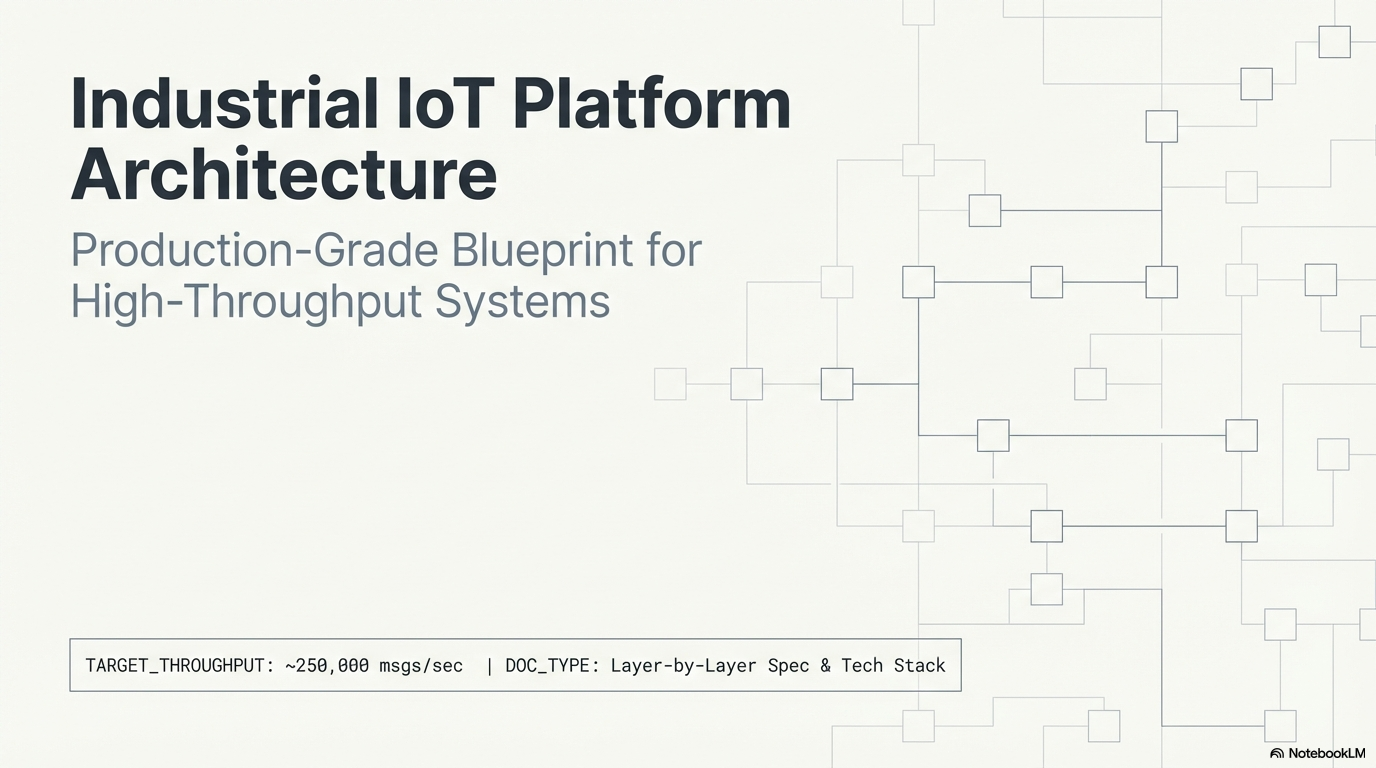 Industrial IoT Platform
Architecture
Production-Grade Blueprint for
High-Throughput Systems
TARGET_THROUGHPUT: ~250,000 msgs/sec | DOC_TYPE: Layer-by-Layer Spec & Tech Stack
NotebookLM